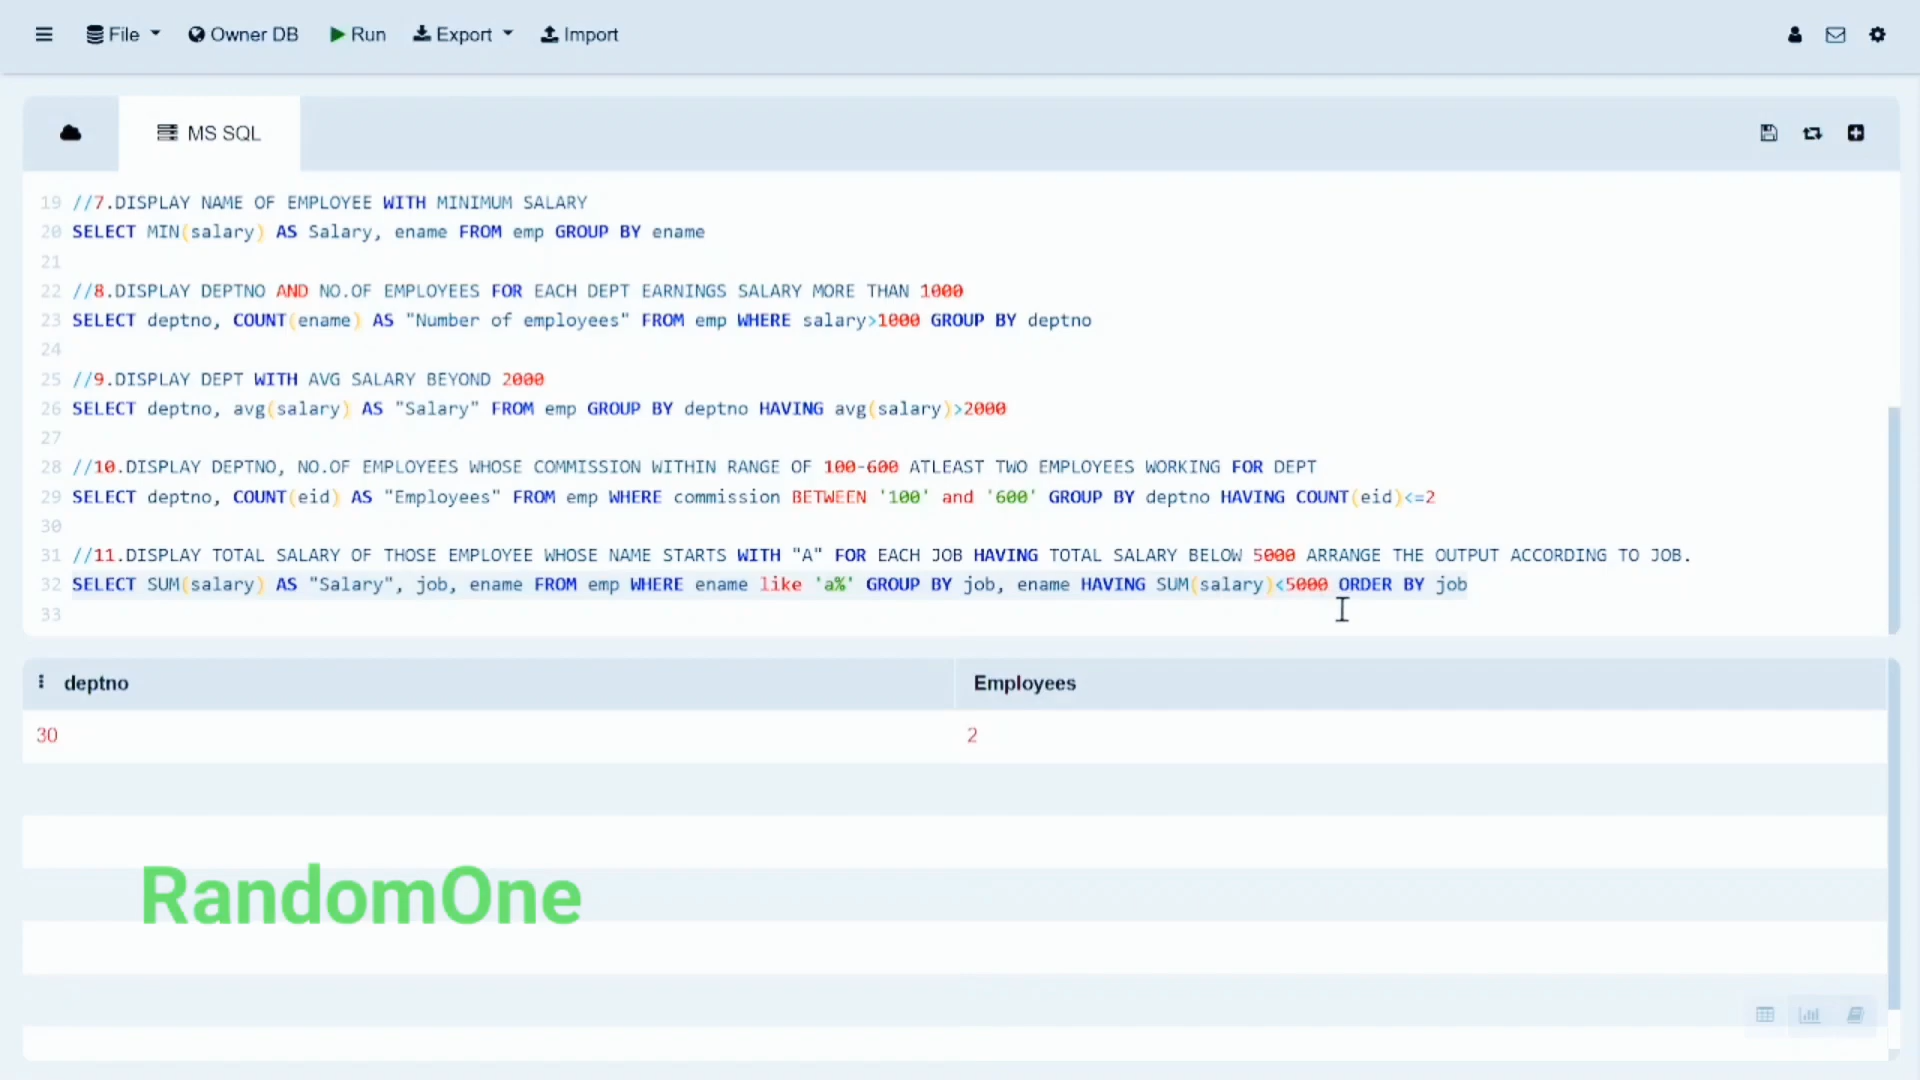 File
Owner DB
Run
Export
Import
MS SQL
19 //7.DISPLAY NAME OF EMPLOYEE WITH MINIMUM SALARY
20 SELECT MIN(salary) AS Salary, ename FROM emp GROUP BY ename
21
22 //8.DISPLAY DEPTNO AND NO.OF EMPLOYEES FOR EACH DEPT EARNINGS SALARY MORE THAN 1000
23 SELECT deptno, COUNT(ename) AS "Number of employees" FROM emp WHERE salary>1000 GROUP BY deptno
24
25 //9.DISPLAY DEPT WITH AVG SALARY BEYOND 2000
26 SELECT deptno, avg(salary) AS "Salary" FROM emp GROUP BY deptno HAVING avg(salary)>2000
27
28 //10.DISPLAY DEPTNO, NO.OF EMPLOYEES WHOSE COMMISSION WITHIN RANGE OF 100-600 ATLEAST TWO EMPLOYEES WORKING FOR DEPT
29 SELECT deptno, COUNT(eid) AS "Employees" FROM emp WHERE commission BETWEEN '100' and '600' GROUP BY deptno HAVING COUNT(eid)<=2
30
31 //11.DISPLAY TOTAL SALARY OF THOSE EMPLOYEE WHOSE NAME STARTS WITH "A" FOR EACH JOB HAVING TOTAL SALARY BELOW 5000 ARRANGE THE OUTPUT ACCORDING TO JOB.
32 SELECT SUM(salary) AS "Salary", job, ename FROM emp WHERE ename like 'a%' GROUP BY job, ename HAVING SUM(salary)<5000 ORDER BY job
33
deptno Employees
30 2
RandomOne